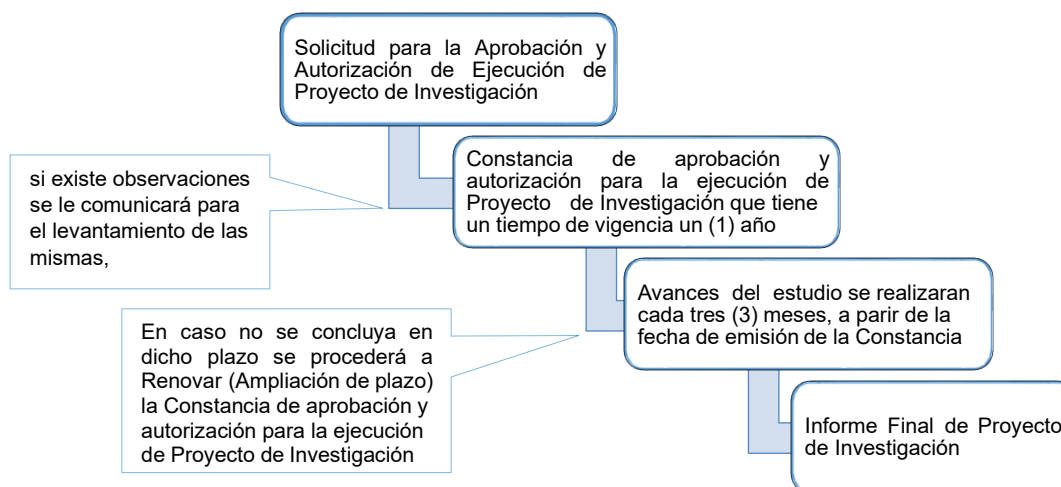 Solicitud para la Aprobación y
Autorización de Ejecución de
Proyecto de Investigación
si existe observaciones
se le comunicará para
el levantamiento de las
mismas,
Constancia de aprobación y
autorización para la ejecución de
Proyecto de Investigación que tiene
un tiempo de vigencia un (1) año
En caso no se concluya en
dicho plazo se procederá a
Renovar (Ampliación de plazo)
la Constancia de aprobación y
autorización para la ejecución
de Proyecto de Investigación
Avances del estudio se realizaran
cada tres (3) meses, a parir de la
fecha de emisión de la Constancia
Informe Final de Proyecto
de Investigación